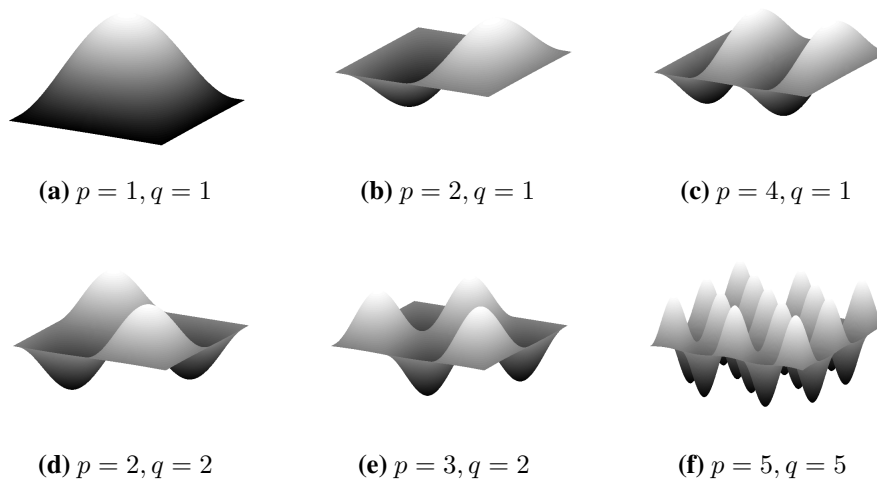 (a) p = 1, q = 1
(b) p = 2, q = 1
(c) p = 4, q = 1
(d) p = 2, q = 2
(e) p = 3, q = 2
(f) p = 5, q = 5